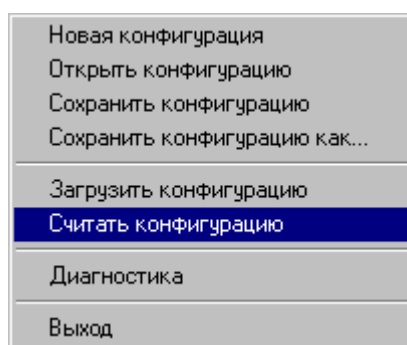 Новая конфигурация
Открыть конфигурацию
Сохранить конфигурацию
Сохранить конфигурацию как...
Загрузить конфигурацию
Считать конфигурацию
Диагностика
Выход